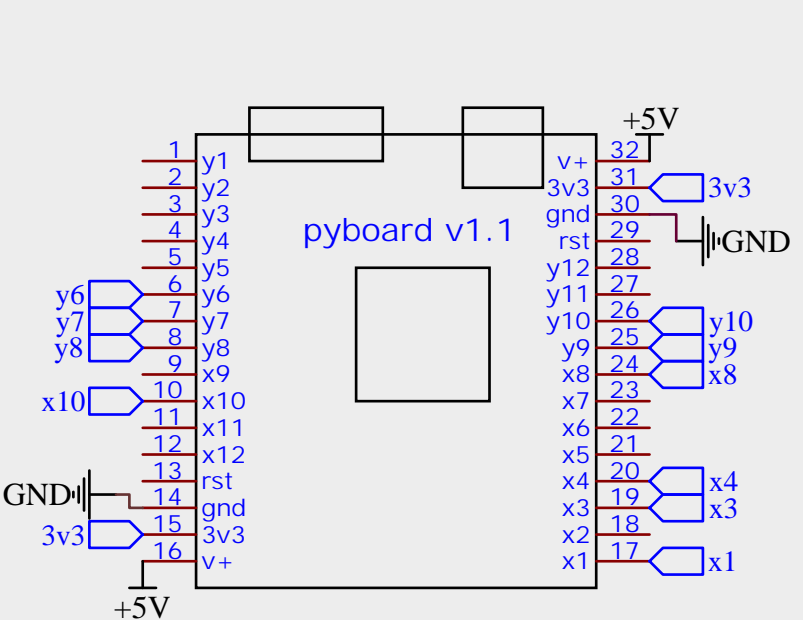 +5V
1 y1 v+ 32
2 y2 3v3 31 3v3
3 y3 gnd 30
pyboard v1.1
4 y4 rst 29 GND
5 y5 y12 28
y6 6 y6 y11 27
y7 7 y7 y10 26 y10
y8 8 y8 y9 25 y9
9 x9 x8 24 x8
x10 10 x10 x7 23
11 x11 x6 22
12 x12 x5 21
13 rst x4 20 x4
GND 14 gnd x3 19 x3
3v3 15 3v3 x2 18
16 v+ x1 17 x1
+5V